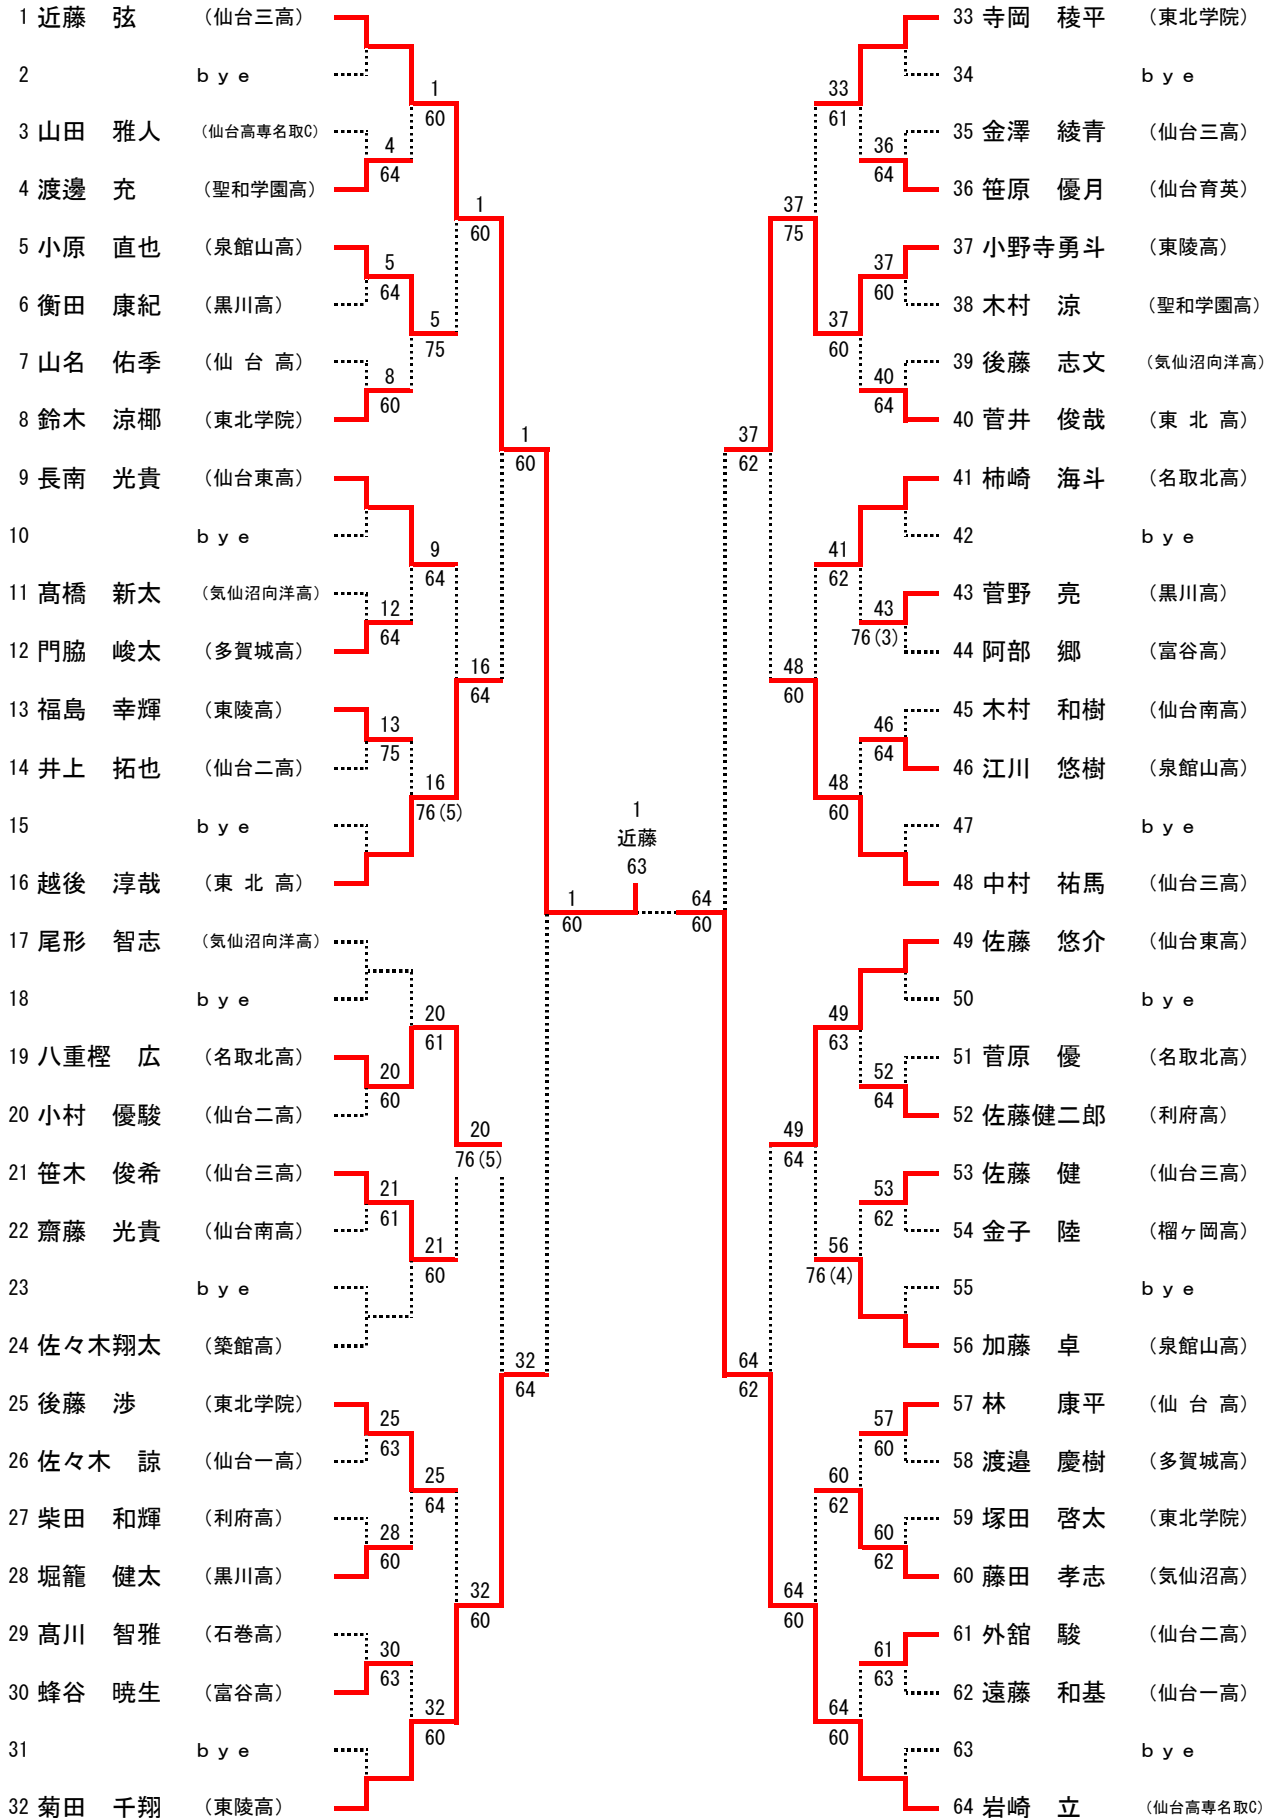 1 近藤　弦 （仙台三高）
2 ｂｙｅ
3 山田　雅人 （仙台高専名取C）
4 渡邊　充 （聖和学園高）
5 小原　直也 （泉館山高）
6 衡田　康紀 （黒川高）
7 山名　佑季 （仙 台 高）
8 鈴木　涼椰 （東北学院）
9 長南　光貴 （仙台東高）
10 ｂｙｅ
11 髙橋　新太 （気仙沼向洋高）
12 門脇　峻太 （多賀城高）
13 福島　幸輝 （東陵高）
14 井上　拓也 （仙台二高）
15 ｂｙｅ
16 越後　淳哉 （東 北 高）
17 尾形　智志 （気仙沼向洋高）
18 ｂｙｅ
19 八重樫　広 （名取北高）
20 小村　優駿 （仙台二高）
21 笹木　俊希 （仙台三高）
22 齋藤　光貴 （仙台南高）
23 ｂｙｅ
24 佐々木翔太 （築館高）
25 後藤　渉 （東北学院）
26 佐々木　諒 （仙台一高）
27 柴田　和輝 （利府高）
28 堀籠　健太 （黒川高）
29 髙川　智雅 （石巻高）
30 蜂谷　暁生 （富谷高）
31 ｂｙｅ
32 菊田　千翔 （東陵高）
4
64
5
64
8
60
12
64
13
75
20
60
21
61
25
63
28
60
30
63
1
60
5
75
9
64
16
76(5)
20
61
21
60
25
64
32
60
1
60
16
64
20
76(5)
32
60
1
60
32
64
1
60
1
近藤
63
64
60
37
62
64
62
37
75
48
60
49
64
64
60
33
61
37
60
41
62
48
60
49
63
56
76(4)
60
62
64
60
36
64
37
60
40
64
43
76(3)
46
64
52
64
53
62
57
60
60
62
61
63
33 寺岡　稜平 （東北学院）
34 ｂｙｅ
35 金澤　綾青 （仙台三高）
36 笹原　優月 （仙台育英）
37 小野寺勇斗 （東陵高）
38 木村　涼 （聖和学園高）
39 後藤　志文 （気仙沼向洋高）
40 菅井　俊哉 （東 北 高）
41 柿崎　海斗 （名取北高）
42 ｂｙｅ
43 菅野　亮 （黒川高）
44 阿部　郷 （富谷高）
45 木村　和樹 （仙台南高）
46 江川　悠樹 （泉館山高）
47 ｂｙｅ
48 中村　祐馬 （仙台三高）
49 佐藤　悠介 （仙台東高）
50 ｂｙｅ
51 菅原　優 （名取北高）
52 佐藤健二郎 （利府高）
53 佐藤　健 （仙台三高）
54 金子　陸 （榴ヶ岡高）
55 ｂｙｅ
56 加藤　卓 （泉館山高）
57 林　康平 （仙 台 高）
58 渡邉　慶樹 （多賀城高）
59 塚田　啓太 （東北学院）
60 藤田　孝志 （気仙沼高）
61 外舘　駿 （仙台二高）
62 遠藤　和基 （仙台一高）
63 ｂｙｅ
64 岩崎　立 （仙台高専名取C）